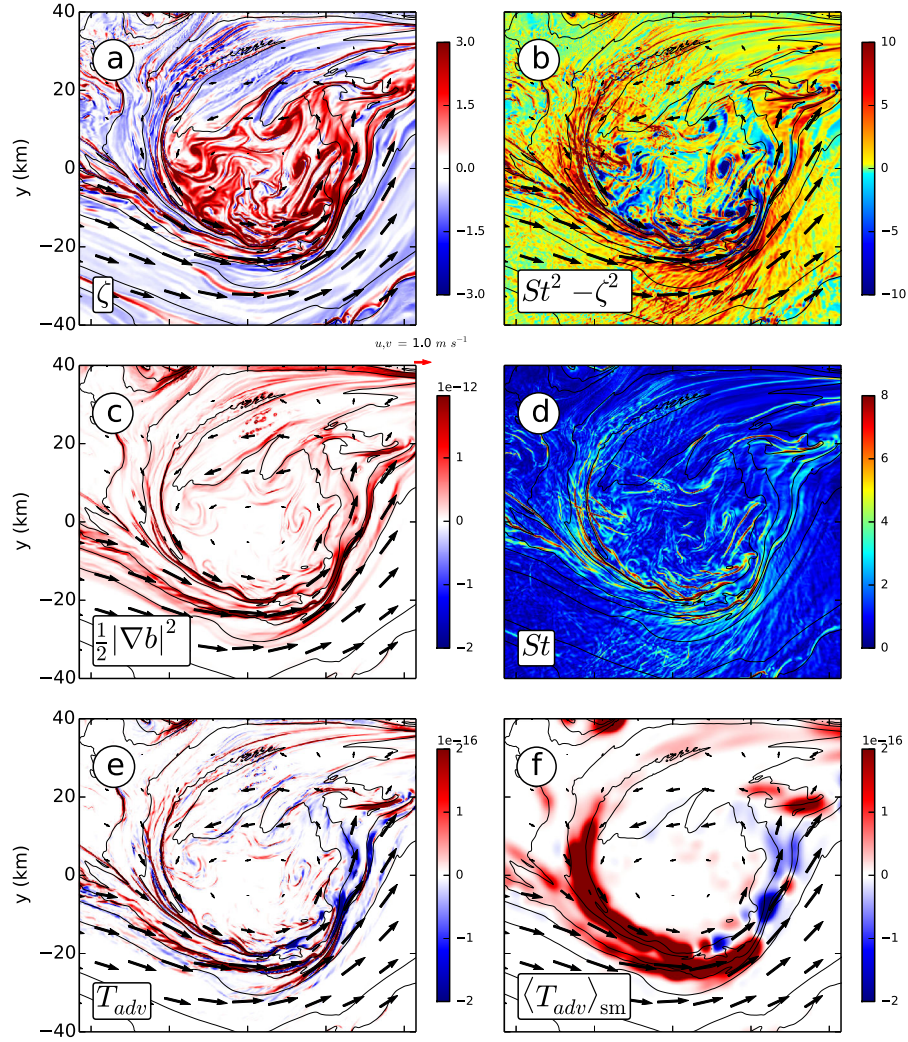 40
20
0
−20
−40
y (km)
a
ζ
3.0
1.5
0.0
−1.5
−3.0
b
St² − ζ²
10
5
0
−5
−10
u,v = 1.0 m s⁻¹
40
20
0
−20
−40
y (km)
c
½|∇b|²
1e−12
2
1
0
−1
−2
d
St
8
6
4
2
0
40
20
0
−20
−40
y (km)
e
T_adv
1e−16
2
1
0
−1
−2
f
⟨T_adv⟩_sm
1e−16
2
1
0
−1
−2